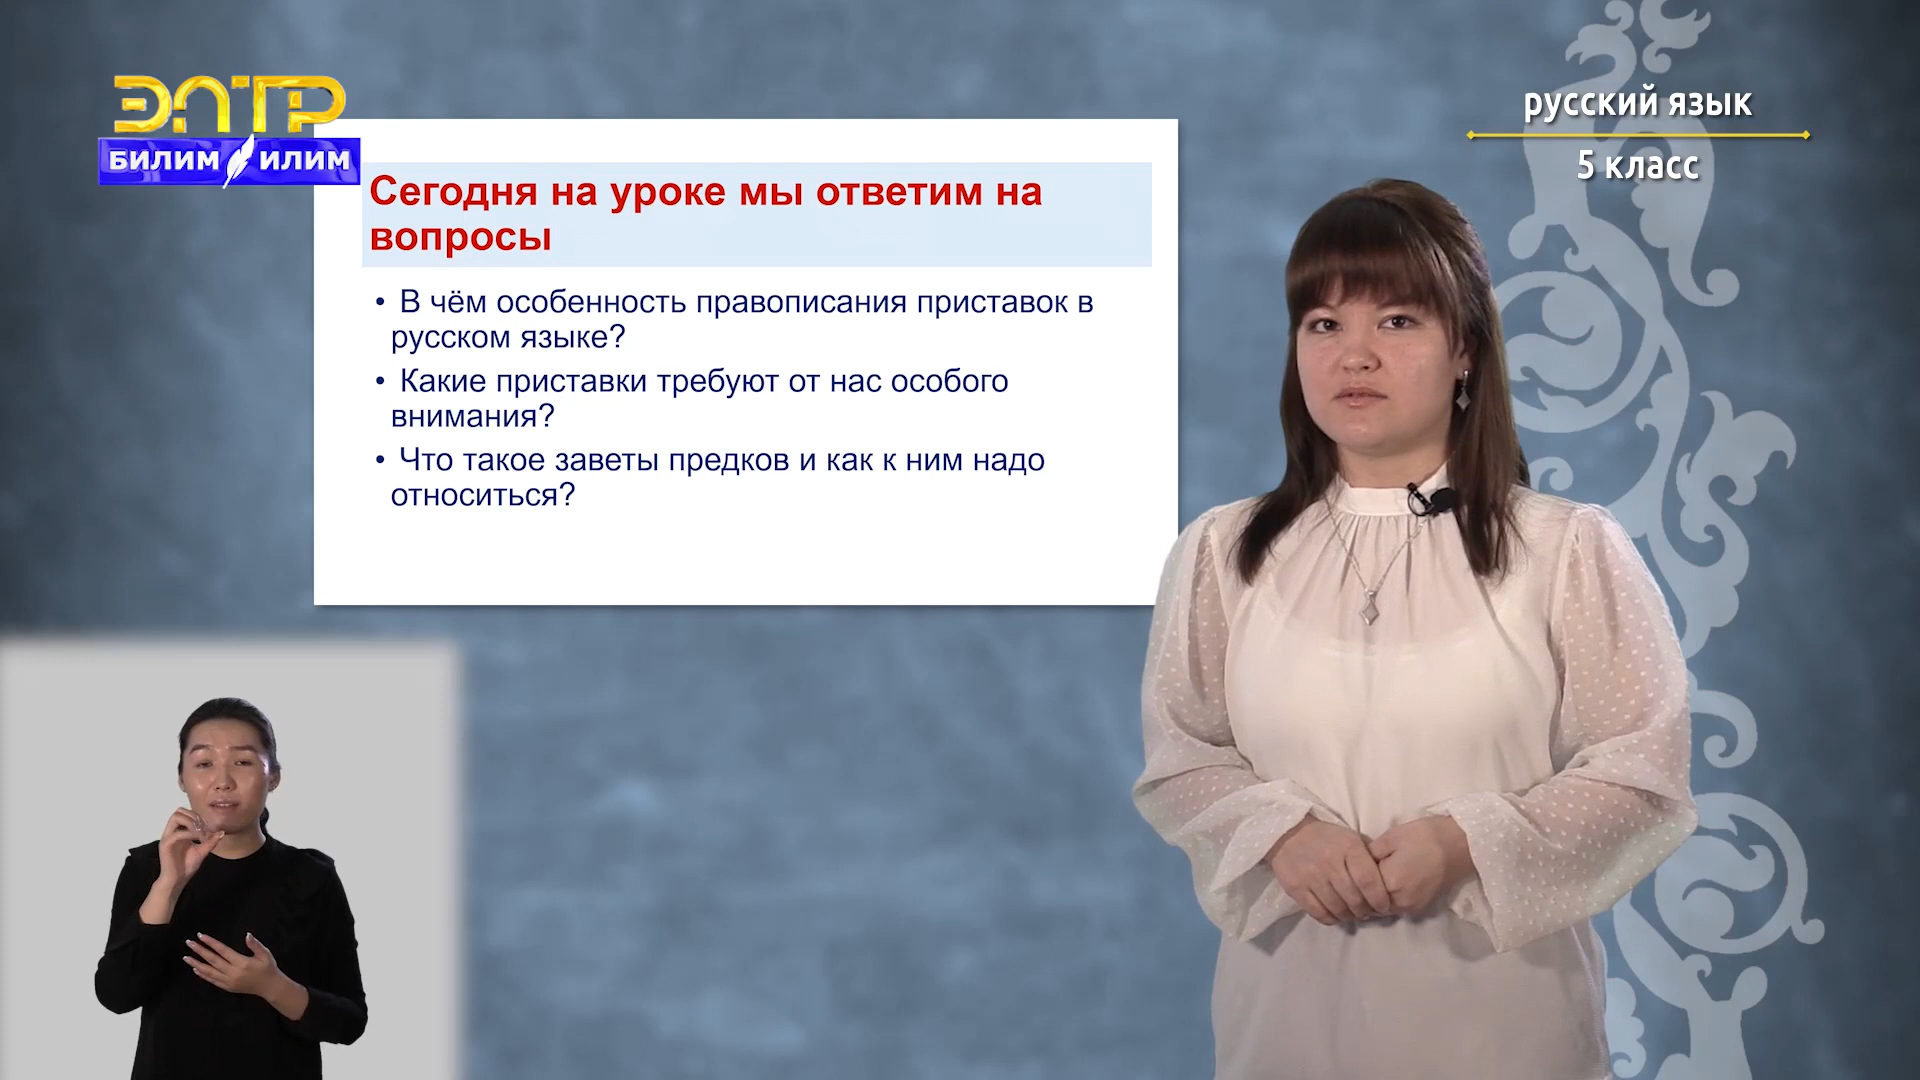 ЭЛТР
БИЛИМ ИЛИМ
русский язык
5 класс
Сегодня на уроке мы ответим на
вопросы
• В чём особенность правописания приставок в
русском языке?
• Какие приставки требуют от нас особого
внимания?
• Что такое заветы предков и как к ним надо
относиться?